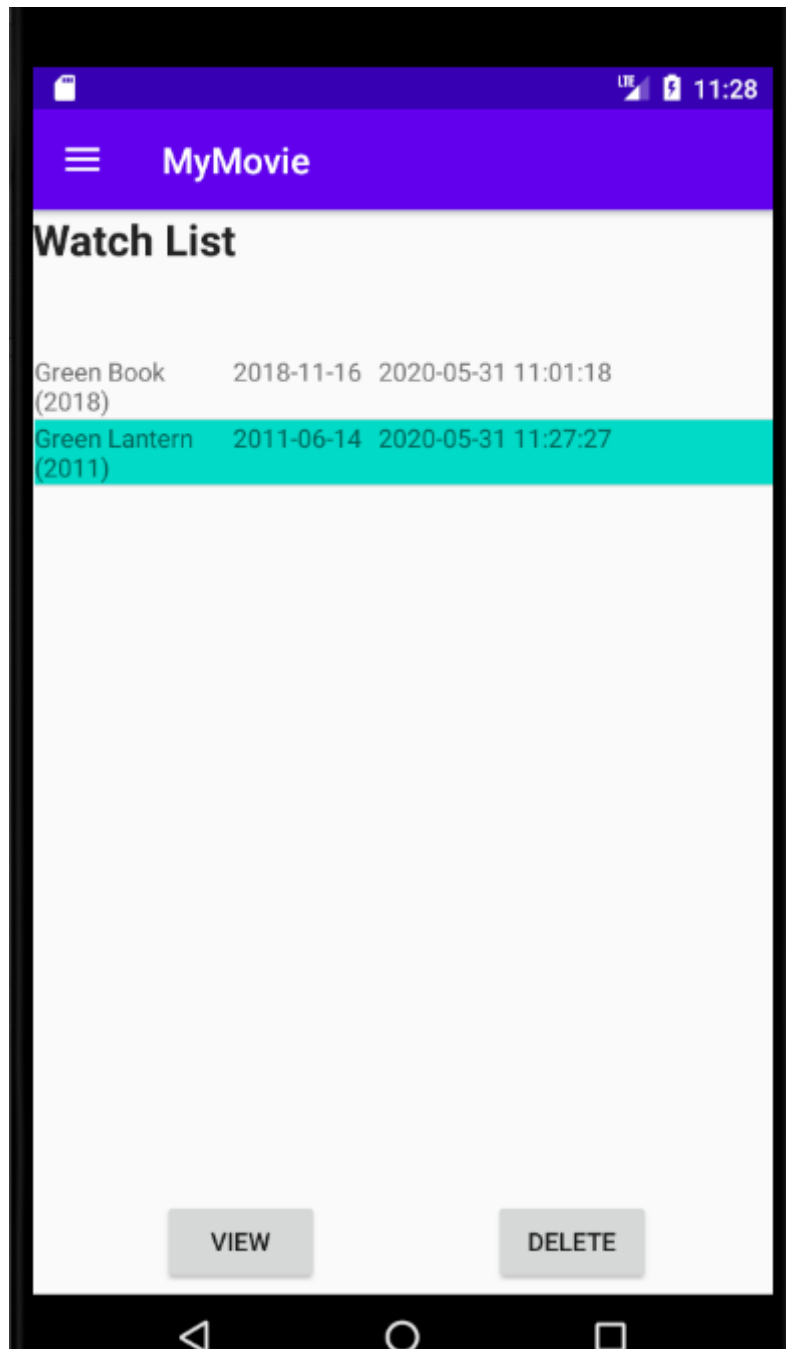 LTE 11:28
MyMovie
Watch List
Green Book 2018-11-16 2020-05-31 11:01:18
(2018)
Green Lantern 2011-06-14 2020-05-31 11:27:27
(2011)
VIEW DELETE